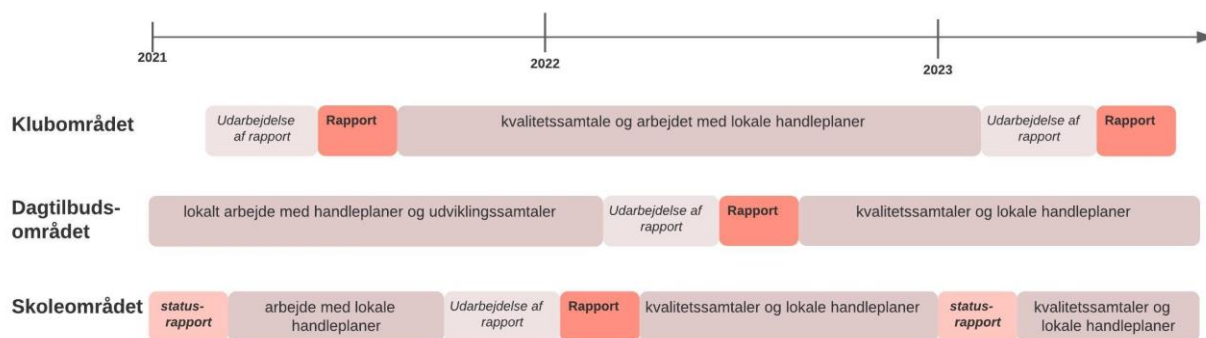 2021
2022
2023
Klubområdet
Udarbejdelse
af rapport
Rapport
kvalitetssamtale og arbejdet med lokale handleplaner
Udarbejdelse af
rapport
Rapport
Dagtilbuds-
området
lokalt arbejde med handleplaner og udviklingssamtaler
Udarbejdelse af
rapport
Rapport
kvalitetssamtaler og lokale handleplaner
Skoleområdet
status-
rapport
arbejde med lokale
handleplaner
Udarbejdelse af
rapport
Rapport
kvalitetssamtaler og lokale handleplaner
status-
rapport
kvalitetssamtaler og
lokale handleplaner